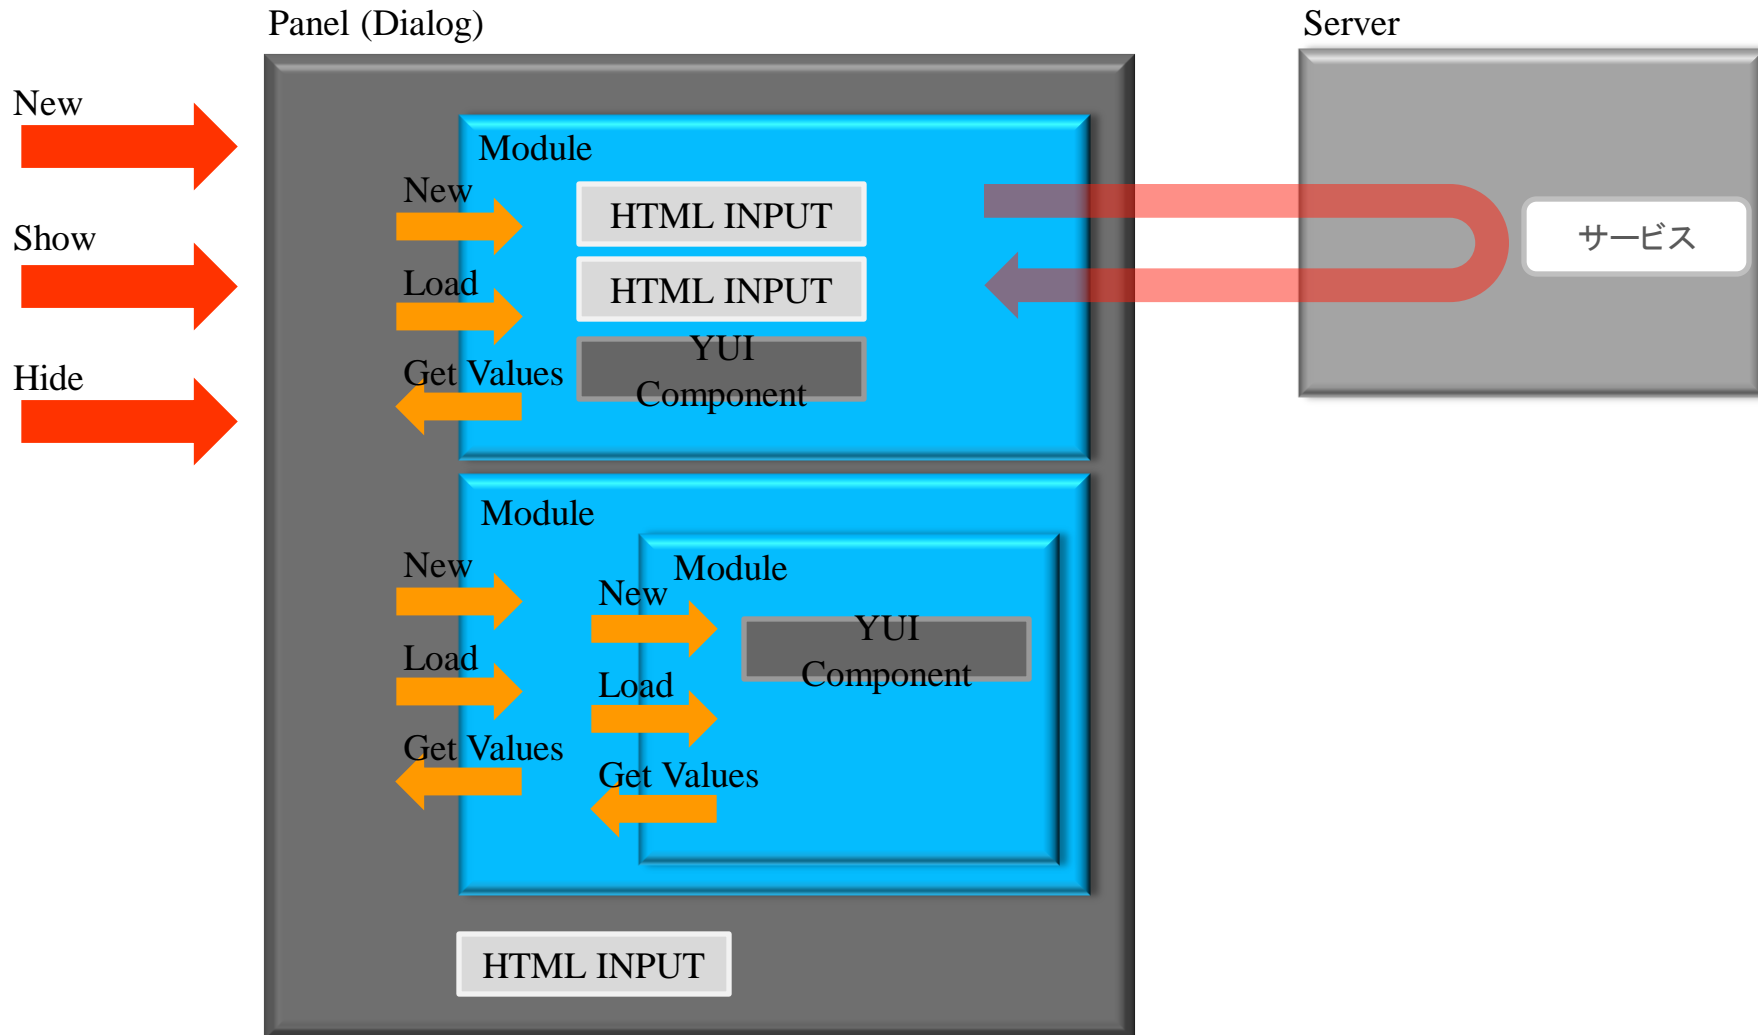 Panel (Dialog)
Server
New
Show
Hide
Module
New
Load
Get Values
HTML INPUT
HTML INPUT
YUI
Component
サービス
Module
New
Load
Get Values
Module
New
Load
Get Values
YUI
Component
HTML INPUT